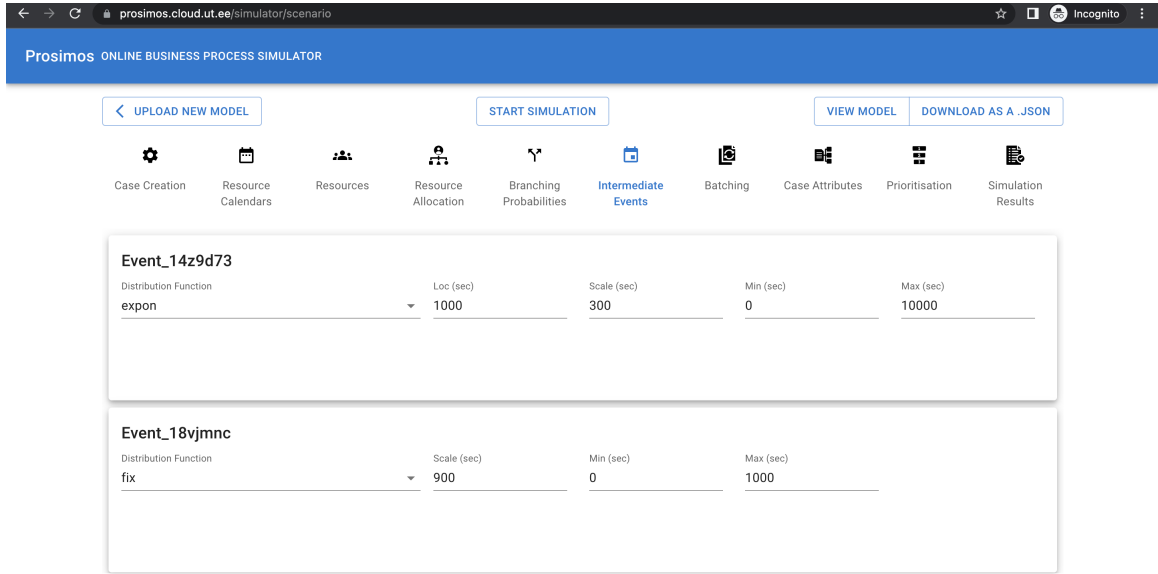 prosimos.cloud.ut.ee/simulator/scenario
Incognito
Prosimos ONLINE BUSINESS PROCESS SIMULATOR
UPLOAD NEW MODEL
START SIMULATION
VIEW MODEL
DOWNLOAD AS A .JSON
Case Creation
Resource
Calendars
Resources
Resource
Allocation
Branching
Probabilities
Intermediate
Events
Batching
Case Attributes
Prioritisation
Simulation
Results
Event_14z9d73
Distribution Function
expon
Loc (sec)
1000
Scale (sec)
300
Min (sec)
0
Max (sec)
10000
Event_18vjmnc
Distribution Function
fix
Scale (sec)
900
Min (sec)
0
Max (sec)
1000